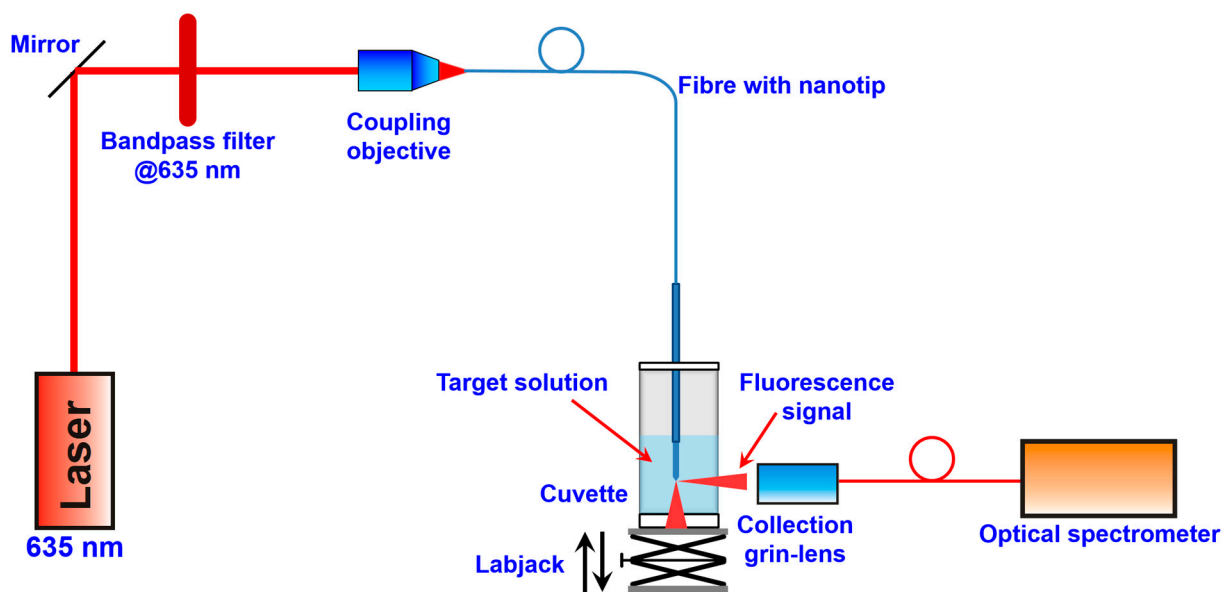 Mirror
Bandpass filter
@635 nm
Coupling
objective
Fibre with nanotip
Laser
635 nm
Target solution
Fluorescence
signal
Cuvette
Collection
grin-lens
Optical spectrometer
Labjack